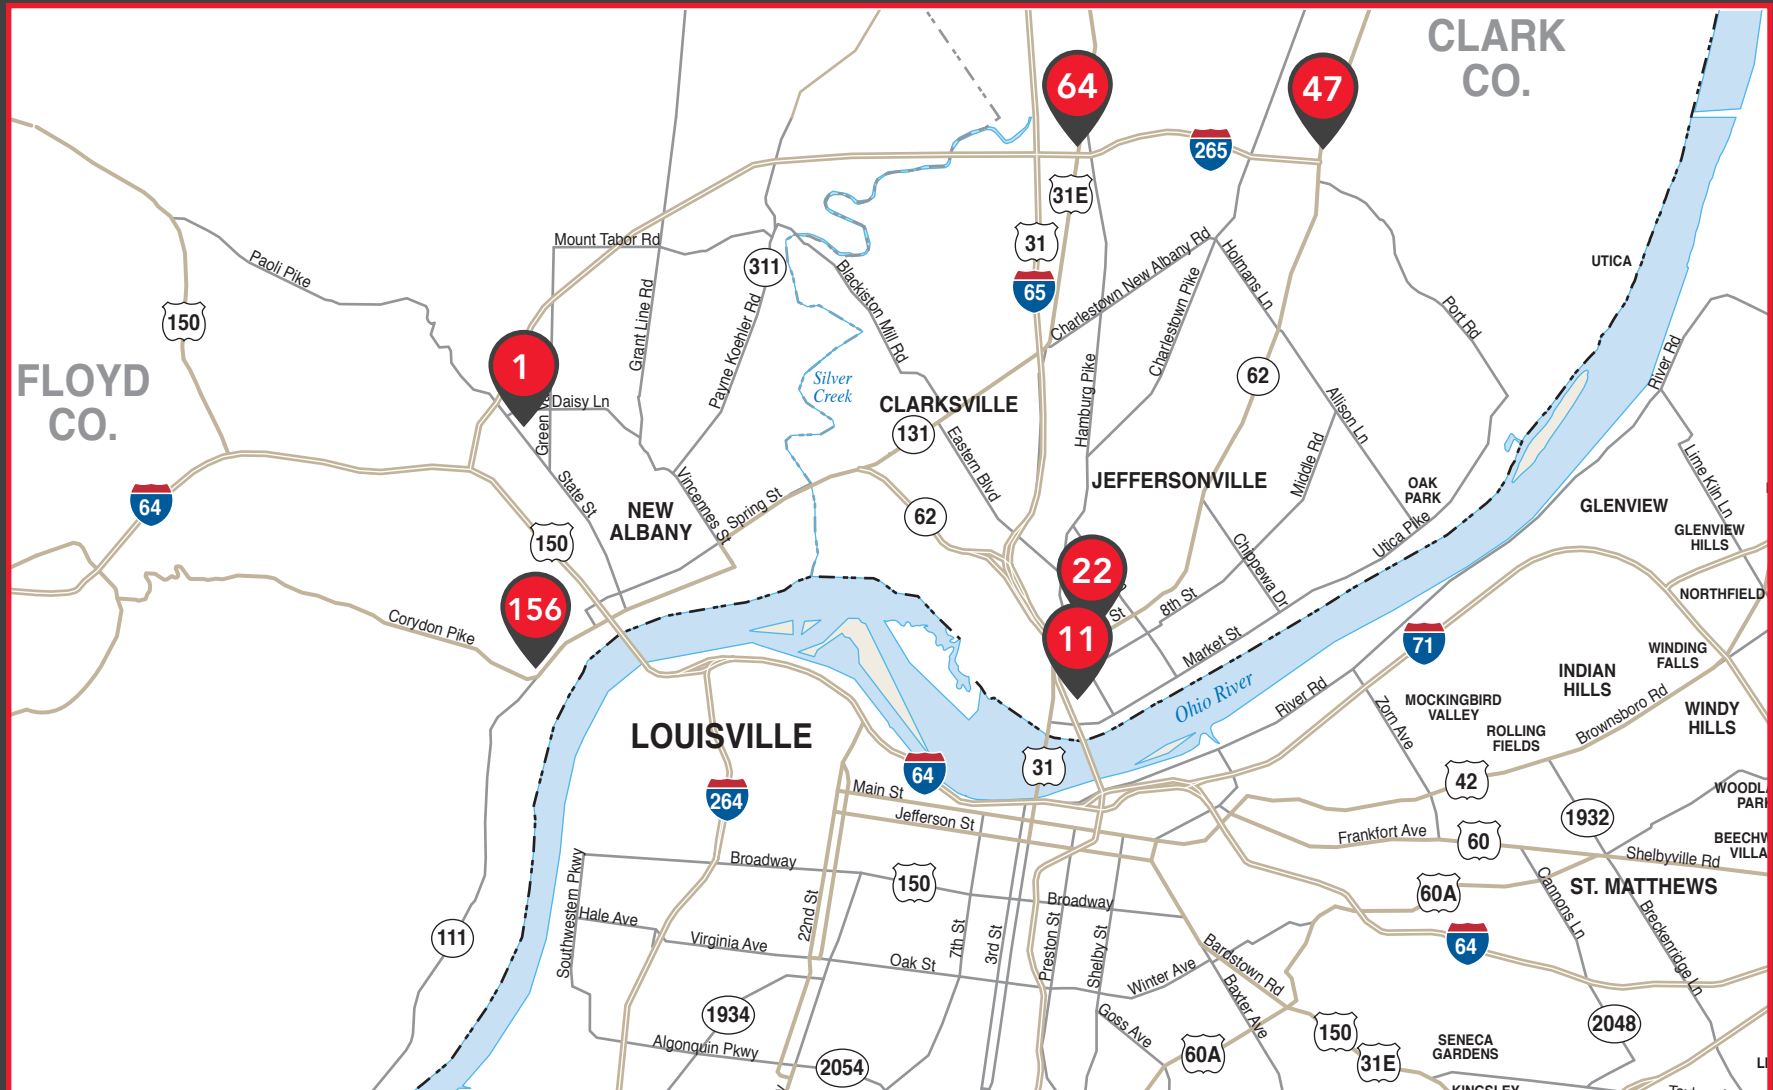 CLARK
CO.
64
47
265
31E
31
65
Mount Tabor Rd
311
Paoli Pike
150
Grant Line Rd
Payne Koehler Rd
Blackiston Mill Rd
Charlestown New Albany Rd
Holmans Ln
Charlestown Pike
Port Rd
UTICA
River Rd
FLOYD
CO.
1
Daisy Ln
Green
Silver
Creek
CLARKSVILLE
131
Hamburg Pike
62
Allison Ln
Middle Rd
Eastern Blvd
JEFFERSONVILLE
OAK
PARK
Utica Pike
Lime Kiln Ln
GLENVIEW
GLENVIEW
HILLS
NORTHFIELD
64
State St
NEW
ALBANY
Vincennes St
Spring St
62
150
156
Corydon Pike
22
11
St
8th St
Chippewa Dr
Market St
Ohio River
River Rd
71
WINDING
FALLS
INDIAN
HILLS
MOCKINGBIRD
VALLEY
Zorn Ave
ROLLING
FIELDS
Brownsboro Rd
WINDY
HILLS
LOUISVILLE
264
64
31
42
Main St
Jefferson St
1932
Frankfort Ave
60
Shelbyville Rd
Broadway
150
Broadway
60A
ST. MATTHEWS
Cannons Ln
Breckenridge Ln
Southwestern Pkwy
Hale Ave
Virginia Ave
22nd St
Oak St
7th St
3rd St
Preston St
Shelby St
Winter Ave
Bardstown Rd
Baxter Ave
Goss Ave
64
111
1934
Algonquin Pkwy
2054
60A
150
31E
2048
SENECA
GARDENS
KINGSLEY